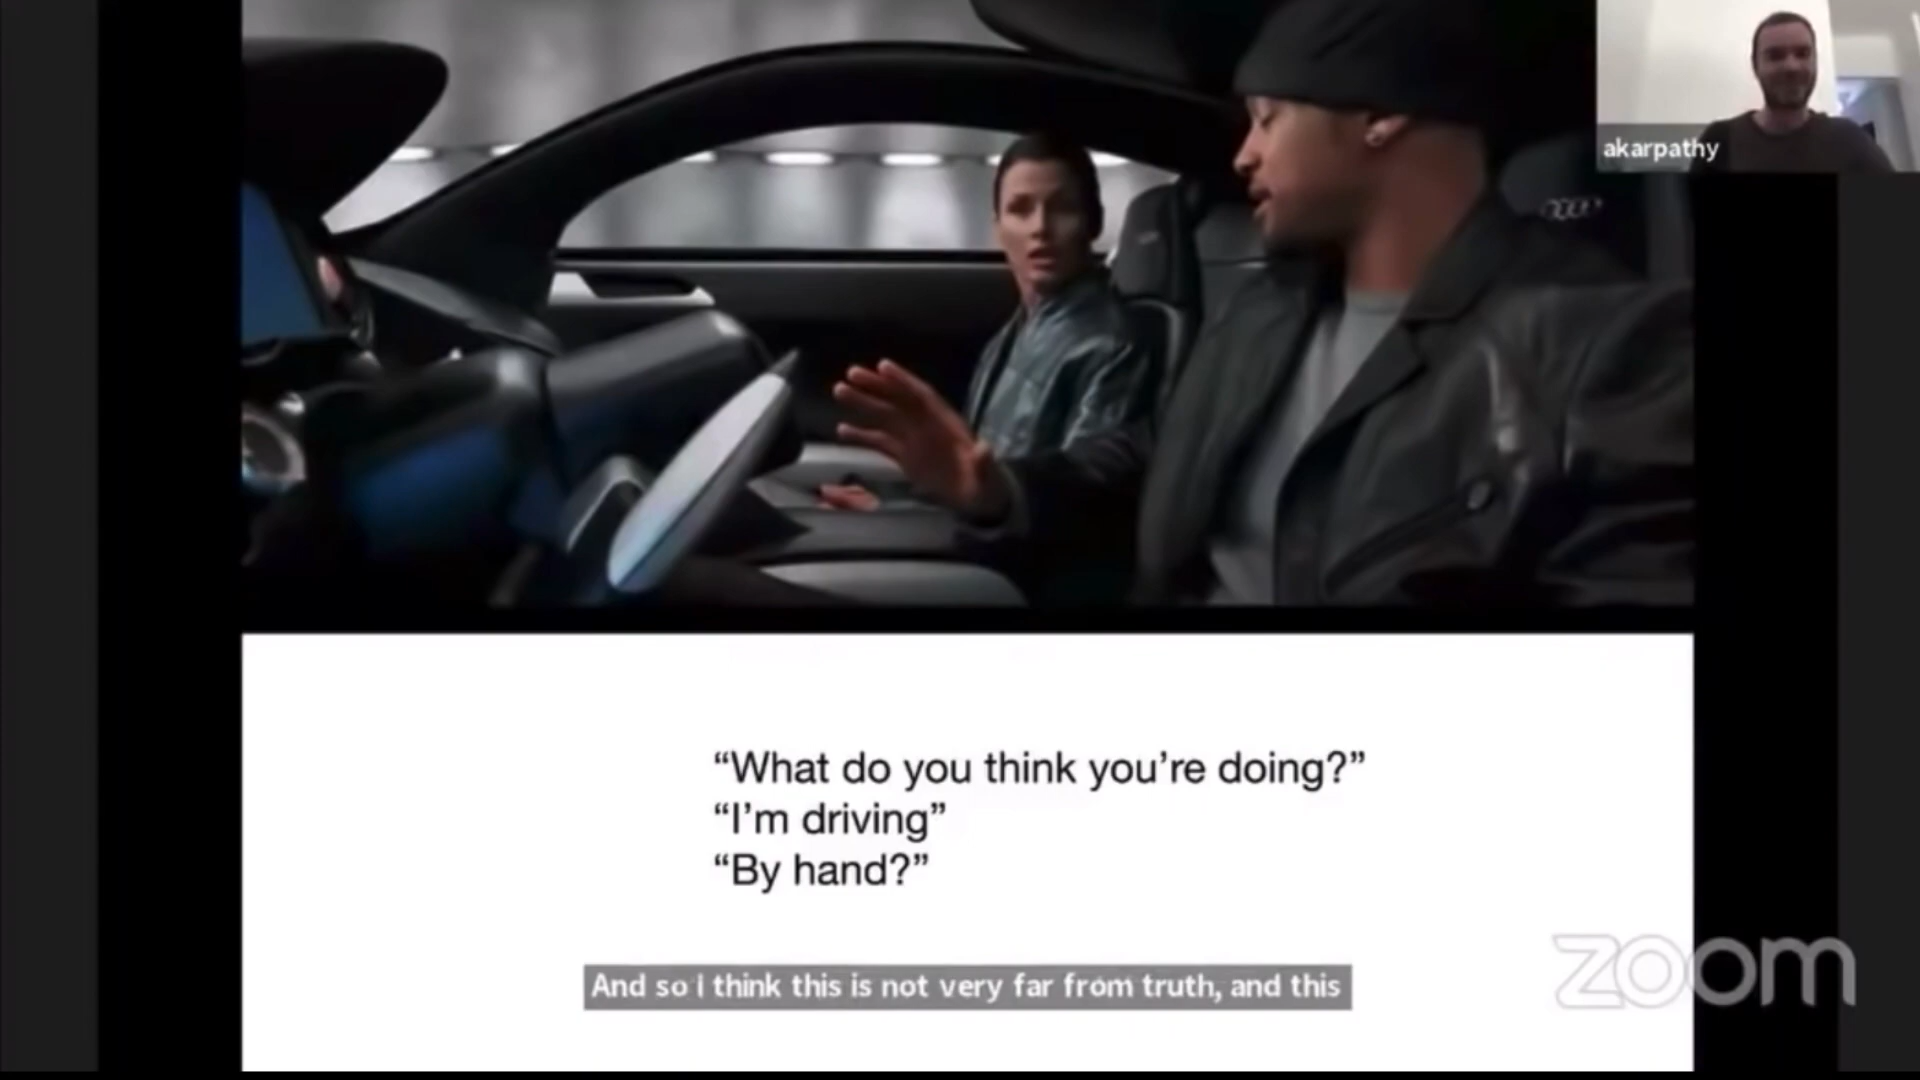 akarpathy
“What do you think you’re doing?”
“I’m driving”
“By hand?”
And so I think this is not very far from truth, and this
zoom